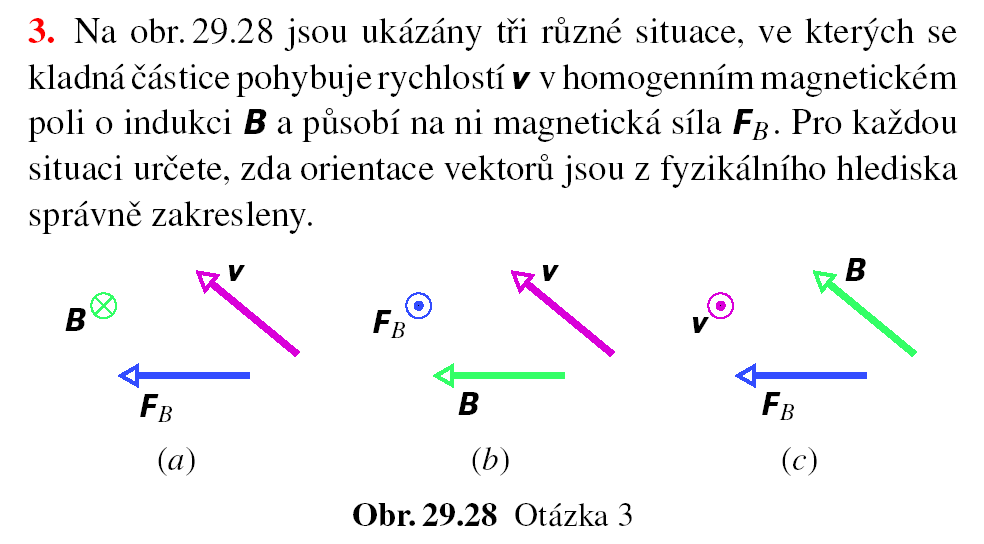 3. Na obr. 29.28 jsou ukázány tři různé situace, ve kterých se
kladná částice pohybuje rychlostí v v homogenním magnetickém
poli o indukci B a působí na ni magnetická síla F_B. Pro každou
situaci určete, zda orientace vektorů jsou z fyzikálního hlediska
správně zakresleny.
B v F_B
(a)
F_B v B
(b)
v B F_B
(c)
Obr. 29.28 Otázka 3